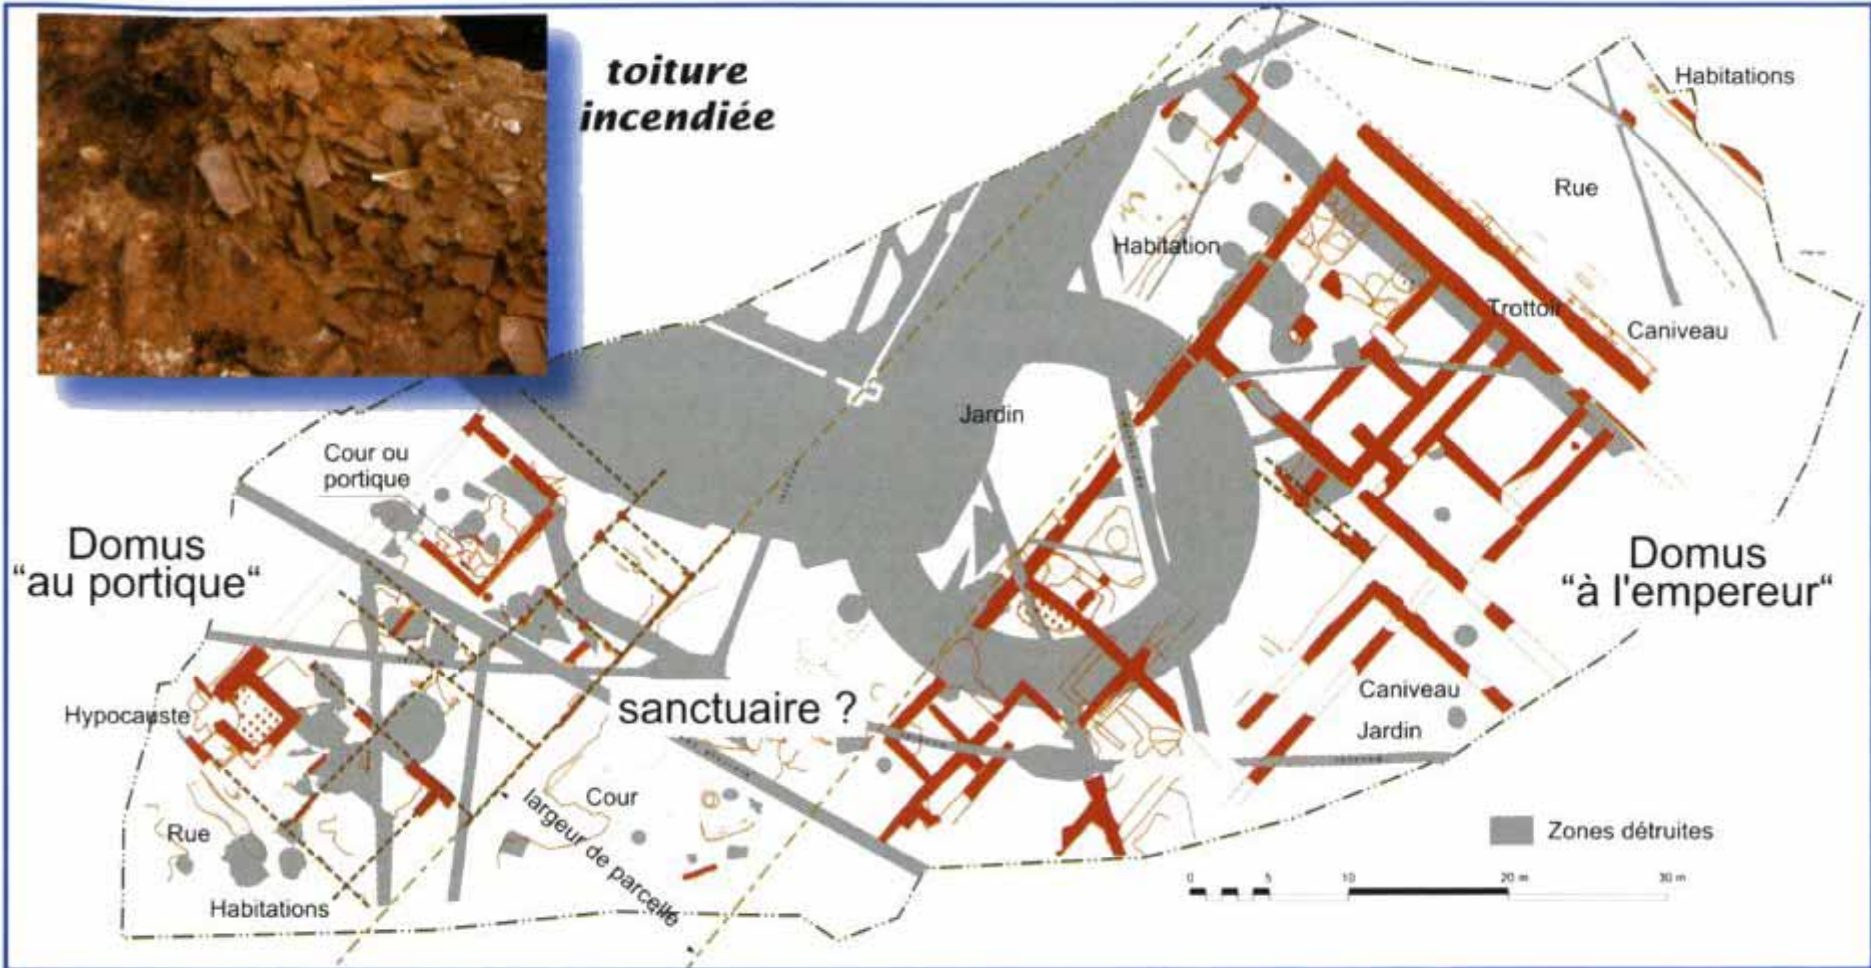 toiture
incendiée
Habitations
Rue
Habitation
Trottoir
Caniveau
Jardin
Cour ou
portique
Domus
"au portique"
Domus
"à l'empereur"
Hypocauste
sanctuaire ?
Caniveau
Jardin
Cour
largeur de parcelle
Rue
Habitations
Zones détruites
0 5 10 20 m 30 m